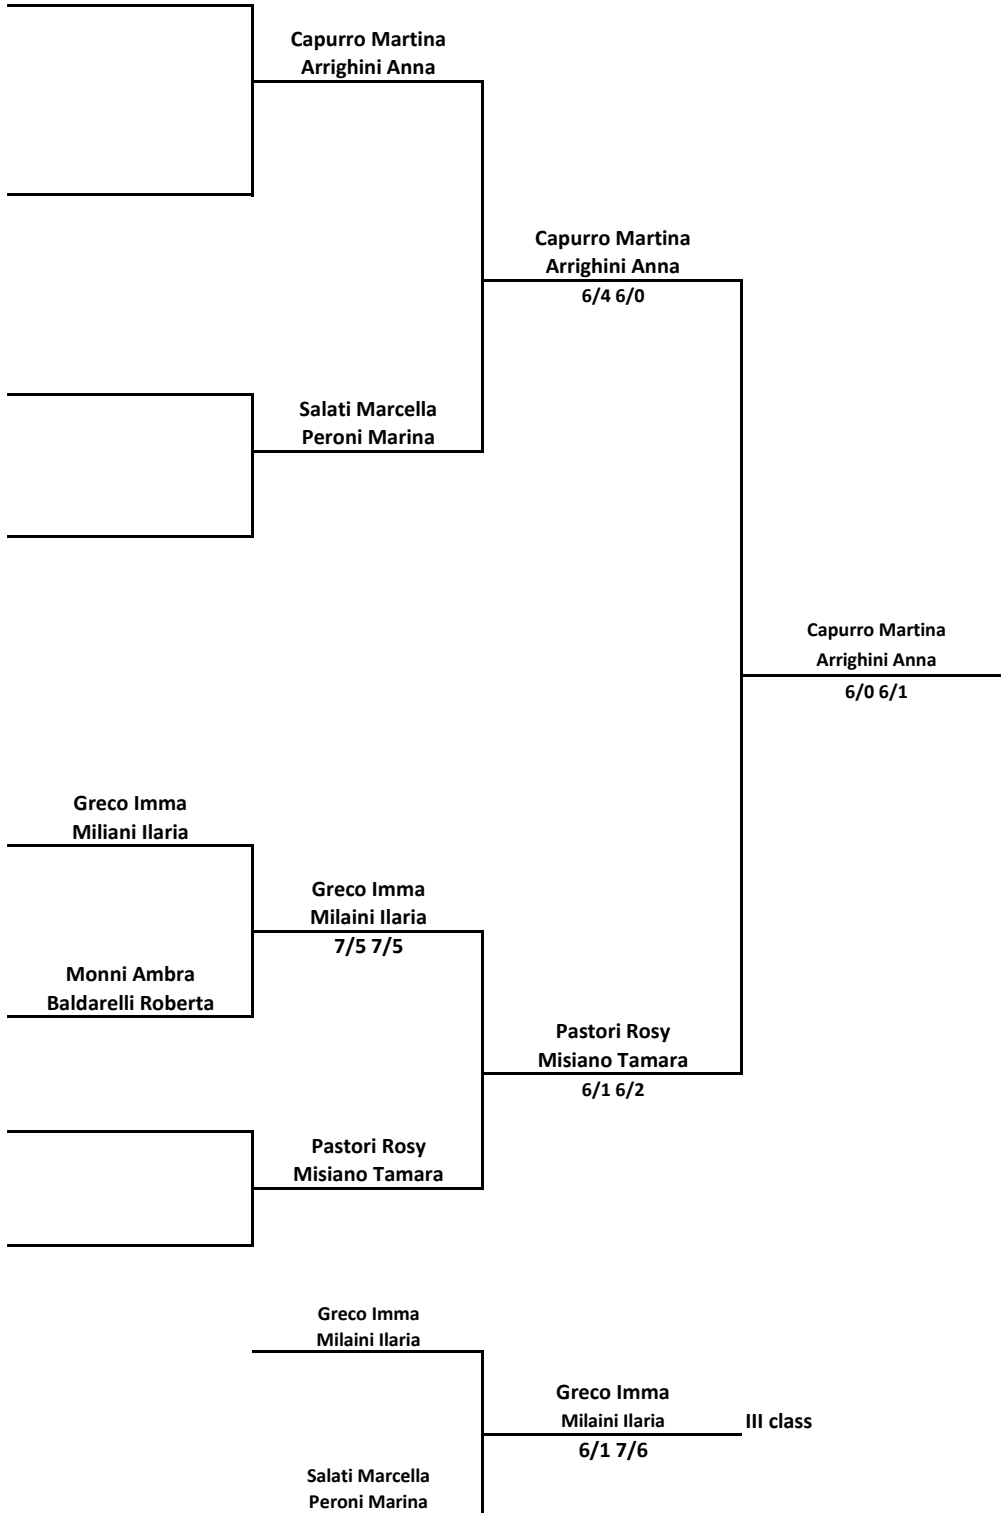 Capurro Martina
Arrighini Anna
Capurro Martina
Arrighini Anna
6/4 6/0
Salati Marcella
Peroni Marina
Capurro Martina
Arrighini Anna
6/0 6/1
Greco Imma
Miliani Ilaria
Greco Imma
Milaini Ilaria
7/5 7/5
Monni Ambra
Baldarelli Roberta
Pastori Rosy
Misiano Tamara
6/1 6/2
Pastori Rosy
Misiano Tamara
Greco Imma
Milaini Ilaria
Greco Imma
Milaini Ilaria III class
6/1 7/6
Salati Marcella
Peroni Marina